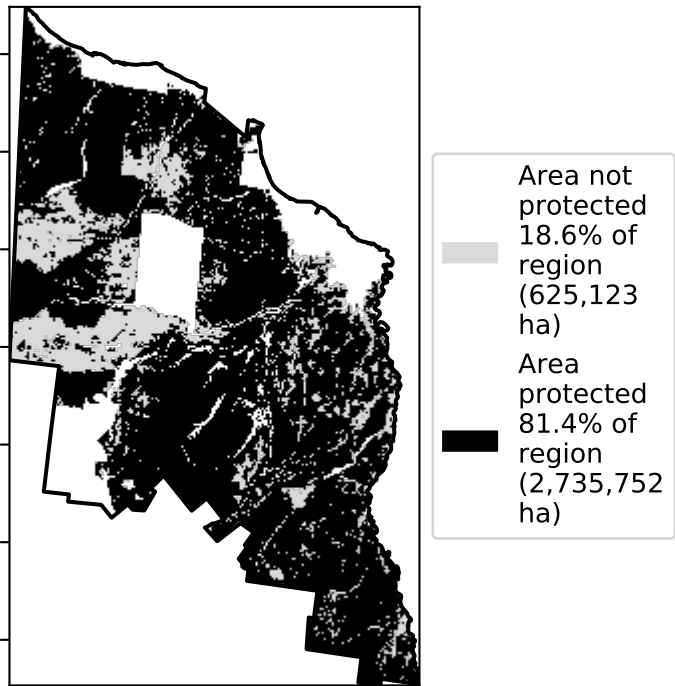 Area not
protected
18.6% of
region
(625,123
ha)
Area
protected
81.4% of
region
(2,735,752
ha)